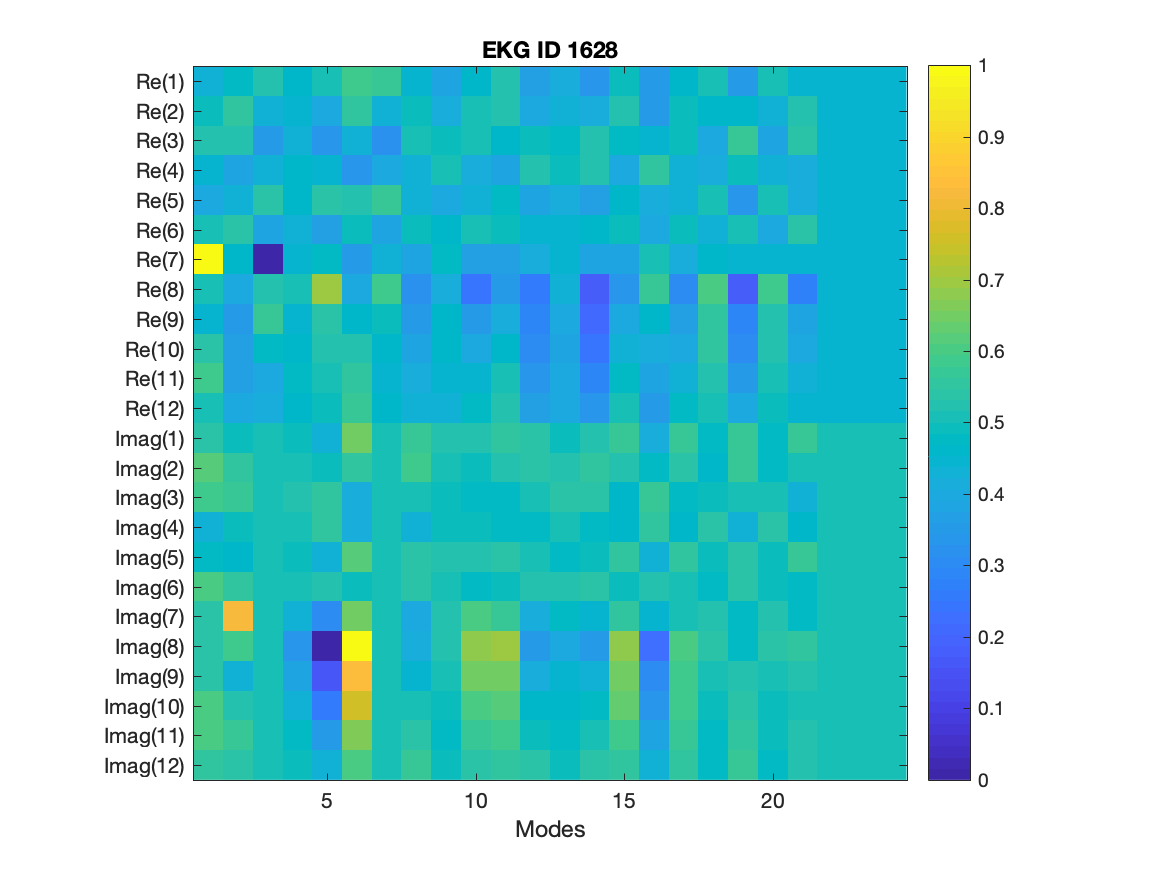 EKG ID 1628
Re(1)
Re(2)
Re(3)
Re(4)
Re(5)
Re(6)
Re(7)
Re(8)
Re(9)
Re(10)
Re(11)
Re(12)
Imag(1)
Imag(2)
Imag(3)
Imag(4)
Imag(5)
Imag(6)
Imag(7)
Imag(8)
Imag(9)
Imag(10)
Imag(11)
Imag(12)
5 10 15 20
Modes
1
0.9
0.8
0.7
0.6
0.5
0.4
0.3
0.2
0.1
0